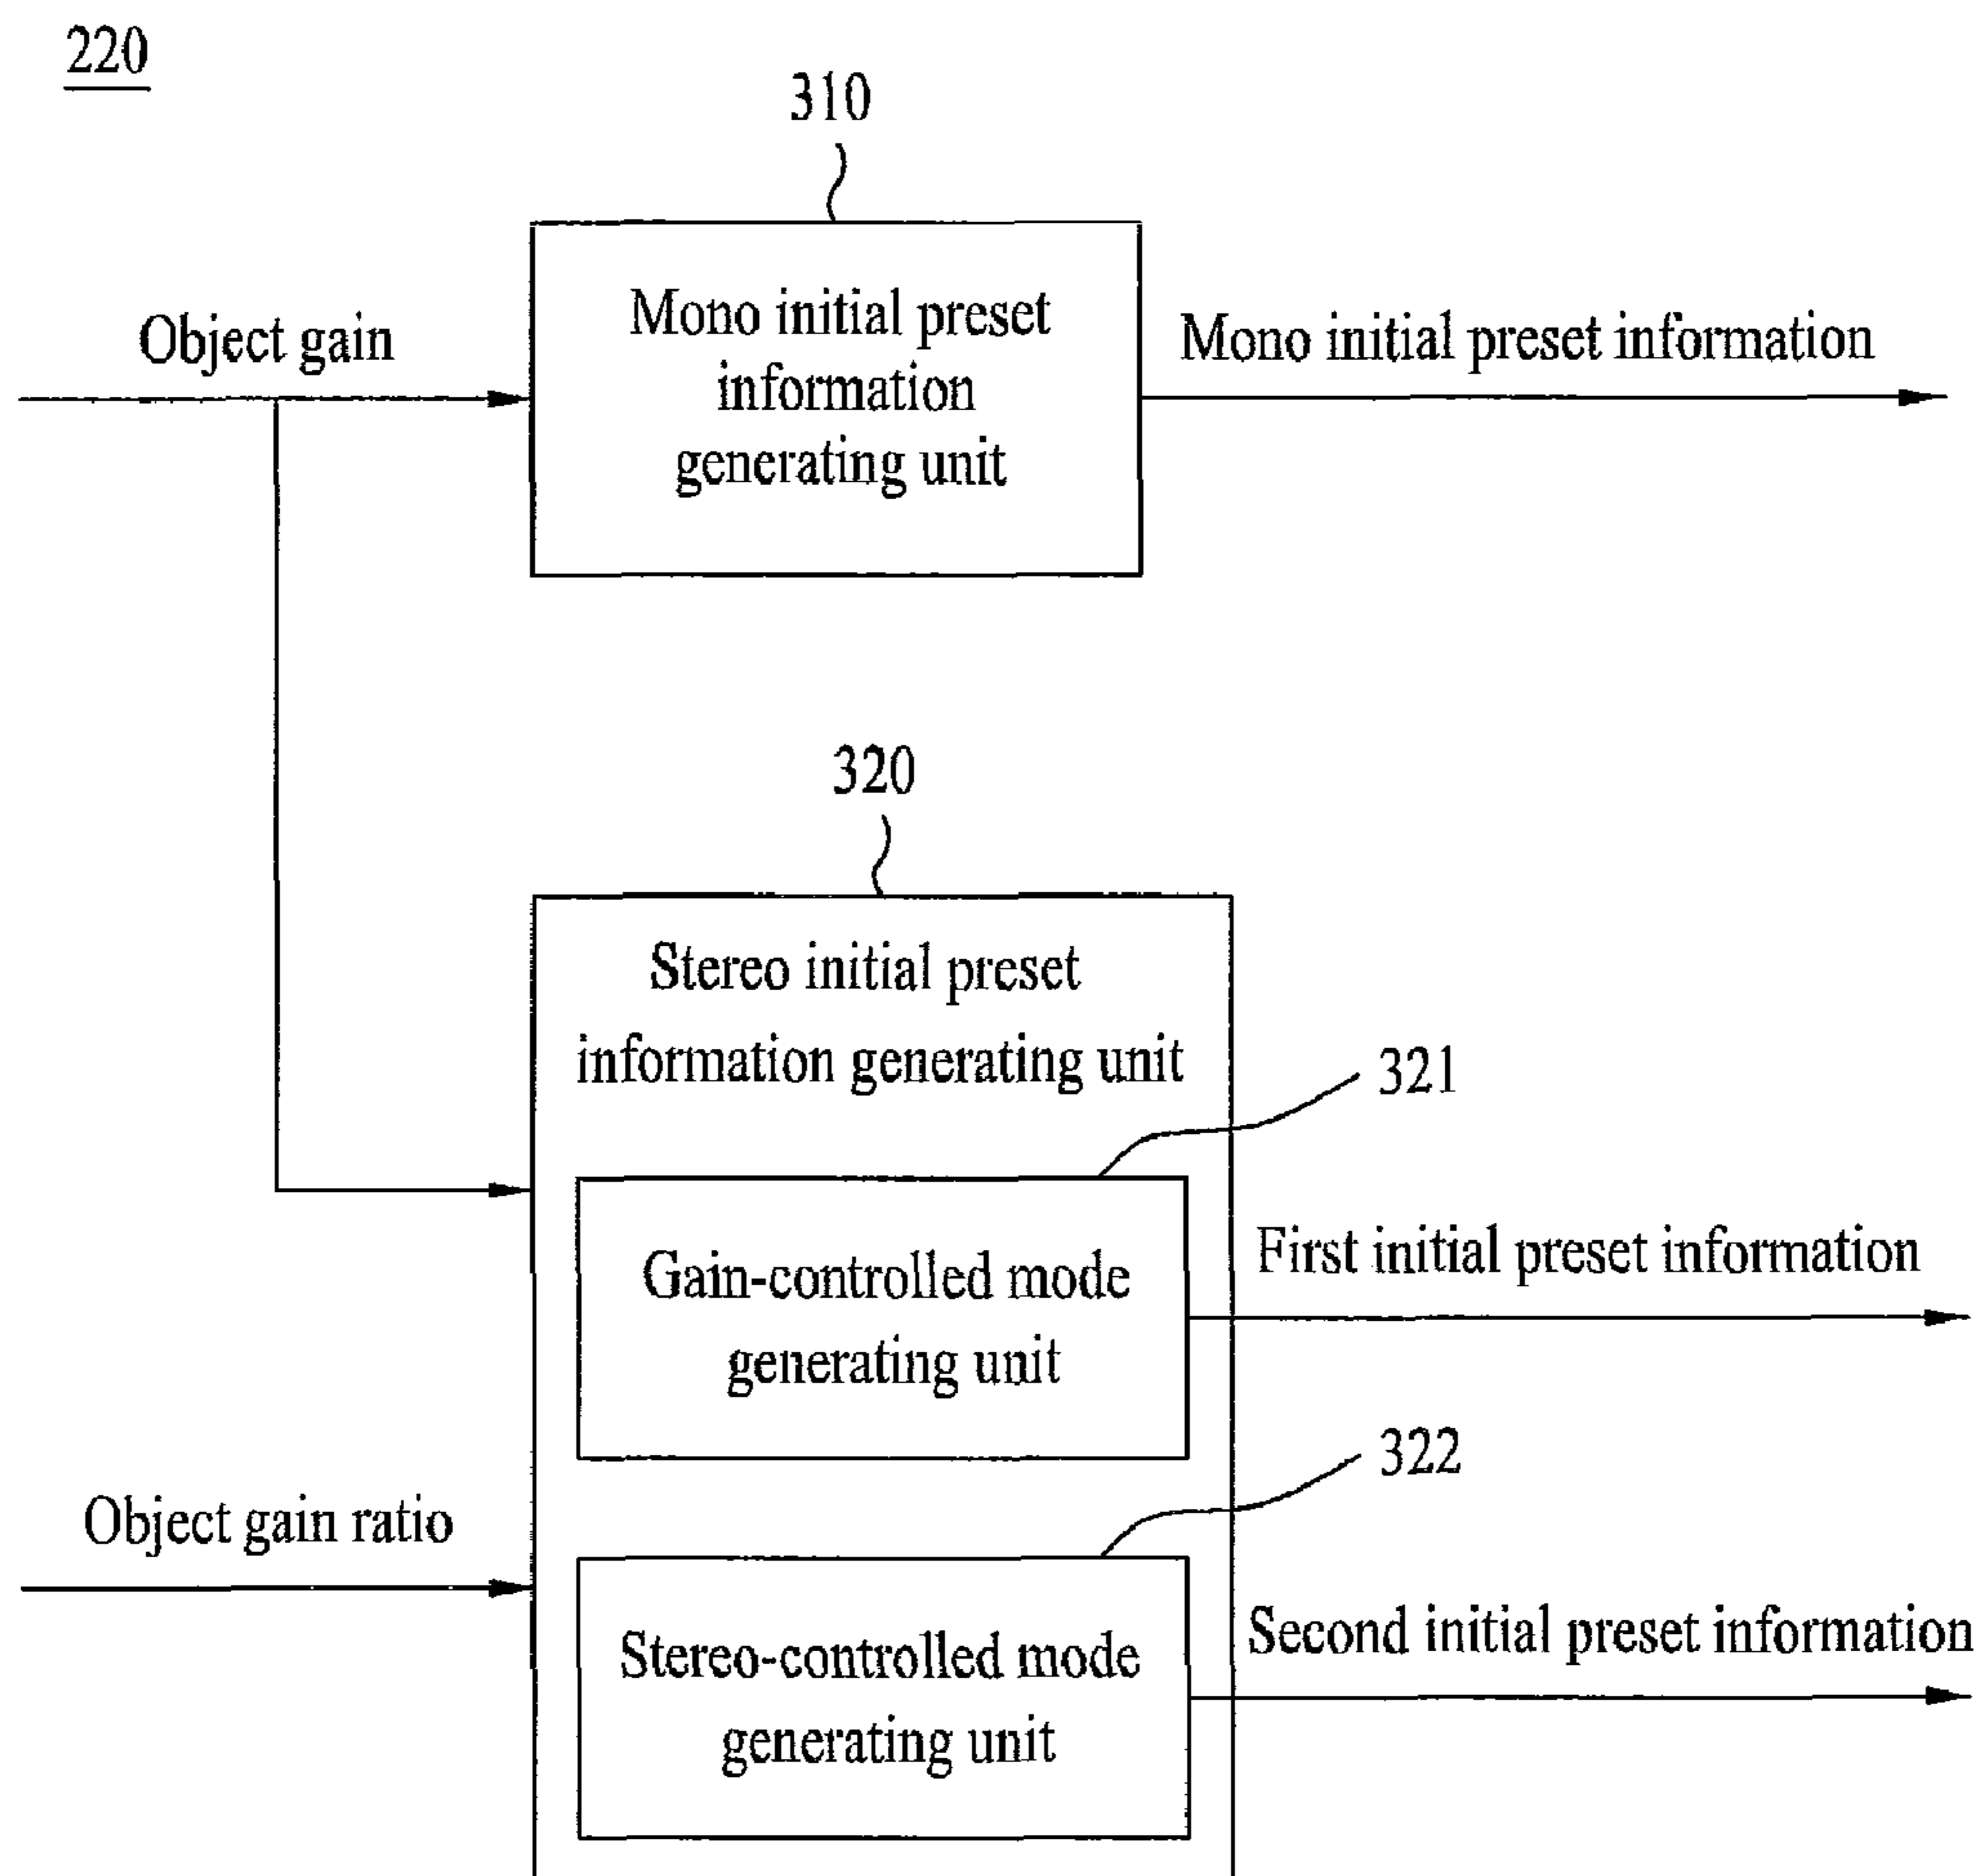 220
310
Mono initial preset
information
generating unit
Object gain
Mono initial preset information
320
Stereo initial preset
information generating unit
321
Gain-controlled mode
generating unit
First initial preset information
322
Object gain ratio
Stereo-controlled mode
generating unit
Second initial preset information